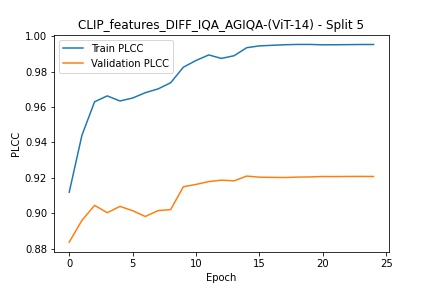 CLIP_features_DIFF_IQA_AGIQA-(ViT-14) - Split 5
1.00
0.98
0.96
0.94
0.92
0.90
0.88
PLCC
Train PLCC
Validation PLCC
0 5 10 15 20 25
Epoch